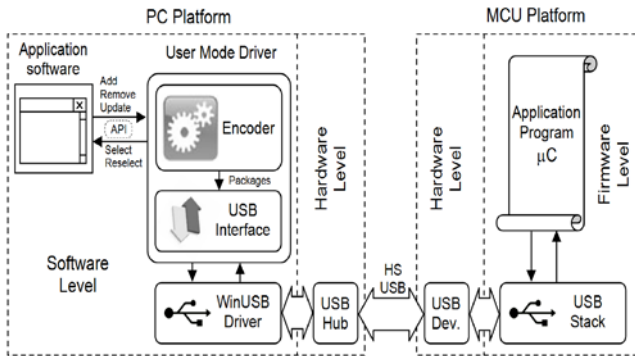 PC Platform
MCU Platform
Application
software
User Mode Driver
Add
Remove
Update
API
Select
Reselect
X
Encoder
Packages
USB
Interface
Software
Level
WinUSB
Driver
Hardware
Level
USB
Hub
HS
USB
Hardware
Level
USB
Dev.
Application
Program
µC
Firmware
Level
USB
Stack